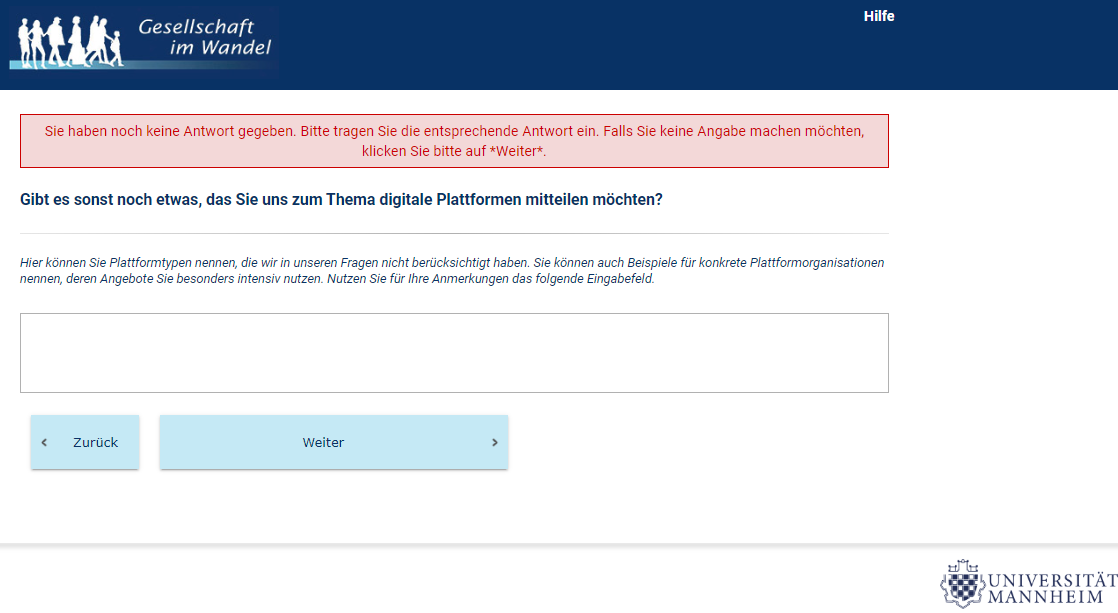 Gesellschaft
im Wandel
Hilfe
Sie haben noch keine Antwort gegeben. Bitte tragen Sie die entsprechende Antwort ein. Falls Sie keine Angabe machen möchten,
klicken Sie bitte auf *Weiter*.
Gibt es sonst noch etwas, das Sie uns zum Thema digitale Plattformen mitteilen möchten?
Hier können Sie Plattformtypen nennen, die wir in unseren Fragen nicht berücksichtigt haben. Sie können auch Beispiele für konkrete Plattformorganisationen
nennen, deren Angebote Sie besonders intensiv nutzen. Nutzen Sie für Ihre Anmerkungen das folgende Eingabefeld.
Zurück
Weiter
UNIVERSITÄT
MANNHEIM